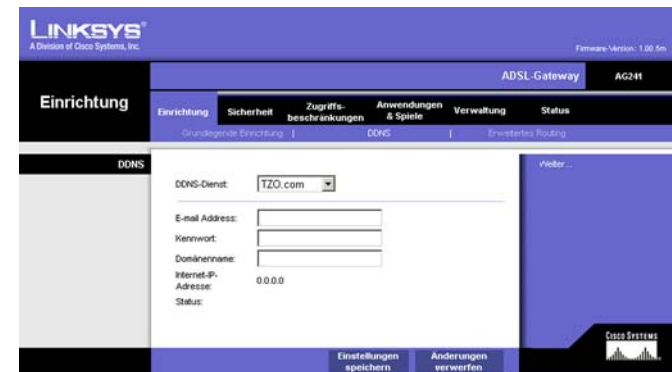 LINKSYS®
A Division of Cisco Systems, Inc.
Firmware-Version: 1.00.5m
ADSL-Gateway AG241
Einrichtung
Einrichtung Sicherheit Zugriffs-beschränkungen Anwendungen & Spiele Verwaltung Status
Grundlegende Einrichtung | DDNS | Erweitertes Routing
DDNS
Weiter...
DDNS-Dienst: TZO.com
E-mail Address:
Kennwort:
Domänenname:
Internet-IP-
Adresse: 0.0.0.0
Status:
CISCO SYSTEMS
Einstellungen speichern Änderungen verwerfen